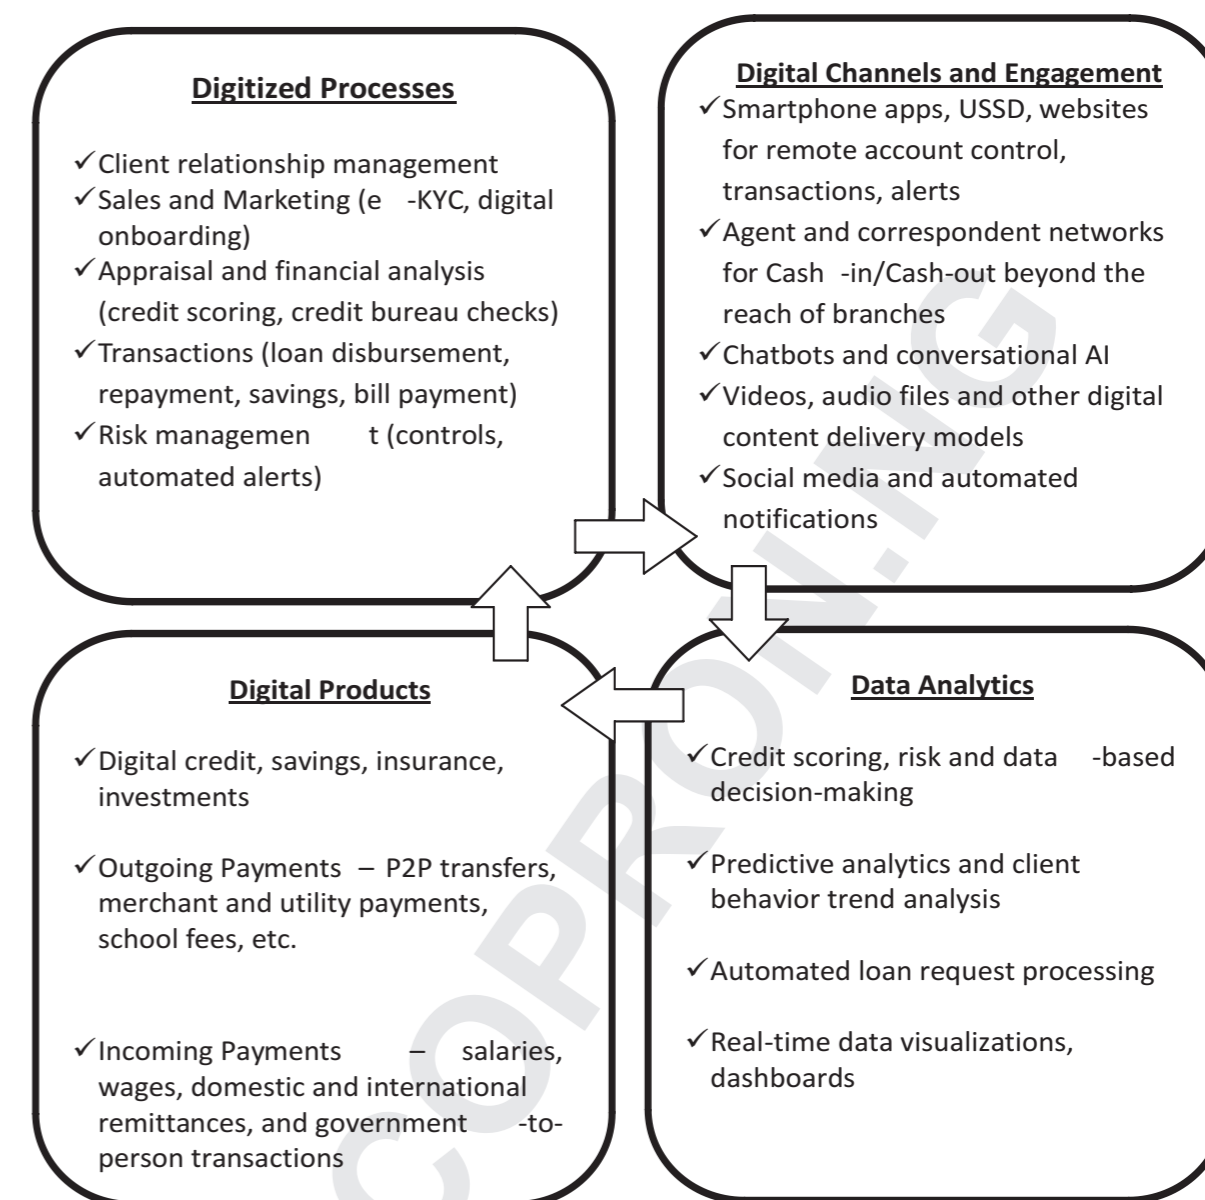 Digitized Processes
✓Client relationship management
✓Sales and Marketing (e -KYC, digital
onboarding)
✓Appraisal and financial analysis
(credit scoring, credit bureau checks)
✓Transactions (loan disbursement,
repayment, savings, bill payment)
✓Risk managemen t (controls,
automated alerts)
Digital Channels and Engagement
✓Smartphone apps, USSD, websites
for remote account control,
transactions, alerts
✓Agent and correspondent networks
for Cash -in/Cash-out beyond the
reach of branches
✓Chatbots and conversational AI
✓Videos, audio files and other digital
content delivery models
✓Social media and automated
notifications
Digital Products
✓Digital credit, savings, insurance,
investments
✓Outgoing Payments – P2P transfers,
merchant and utility payments,
school fees, etc.
✓Incoming Payments – salaries,
wages, domestic and international
remittances, and government -to-
person transactions
Data Analytics
✓Credit scoring, risk and data -based
decision-making
✓Predictive analytics and client
behavior trend analysis
✓Automated loan request processing
✓Real-time data visualizations,
dashboards
COPRON.NG